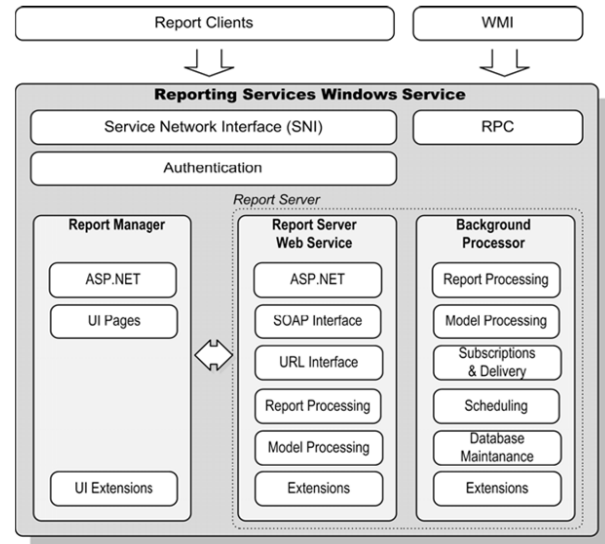 Report Clients
WMI
Reporting Services Windows Service
Service Network Interface (SNI)
RPC
Authentication
Report Server
Report Manager
ASP.NET
UI Pages
UI Extensions
Report Server
Web Service
ASP.NET
SOAP Interface
URL Interface
Report Processing
Model Processing
Extensions
Background
Processor
Report Processing
Model Processing
Subscriptions
& Delivery
Scheduling
Database
Maintanance
Extensions